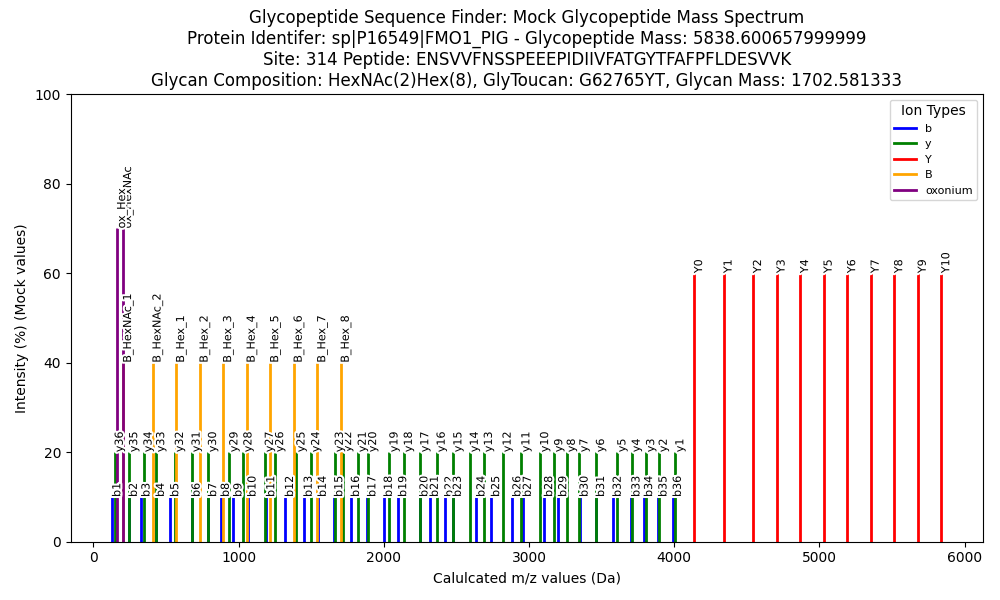 Glycopeptide Sequence Finder: Mock Glycopeptide Mass Spectrum
Protein Identifer: sp|P16549|FMO1_PIG - Glycopeptide Mass: 5838.600657999999
Site: 314 Peptide: ENSVVFNSSPEEEPIDIIVFATGYTFAFPFLDESVVK
Glycan Composition: HexNAc(2)Hex(8), GlyToucan: G62765YT, Glycan Mass: 1702.581333
Intensity (%) (Mock values)
100
80
60
40
20
0
Ion Types
b
y
Y
B
oxonium
ox_Hex
ox_HexNAc
Y0
Y1
Y2
Y3
Y4
Y5
Y6
Y7
Y8
Y9
Y10
B_HexNAc_1
B_HexNAc_2
B_Hex_1
B_Hex_2
B_Hex_3
B_Hex_4
B_Hex_5
B_Hex_6
B_Hex_7
B_Hex_8
y36
y35
y34
y33
y32
y31
y30
y29
y28
y27
y26
y25
y24
y23
y22
y21
y20
y19
y18
y17
y16
y15
y14
y13
y12
y11
y10
y9
y8
y7
y6
y5
y4
y3
y2
y1
b1
b2
b3
b4
b5
b6
b7
b8
b9
b10
b11
b12
b13
b14
b15
b16
b17
b18
b19
b20
b21
b22
b23
b24
b25
b26
b27
b28
b29
b30
b31
b32
b33
b34
b35
b36
0
1000
2000
3000
4000
5000
6000
Calulcated m/z values (Da)